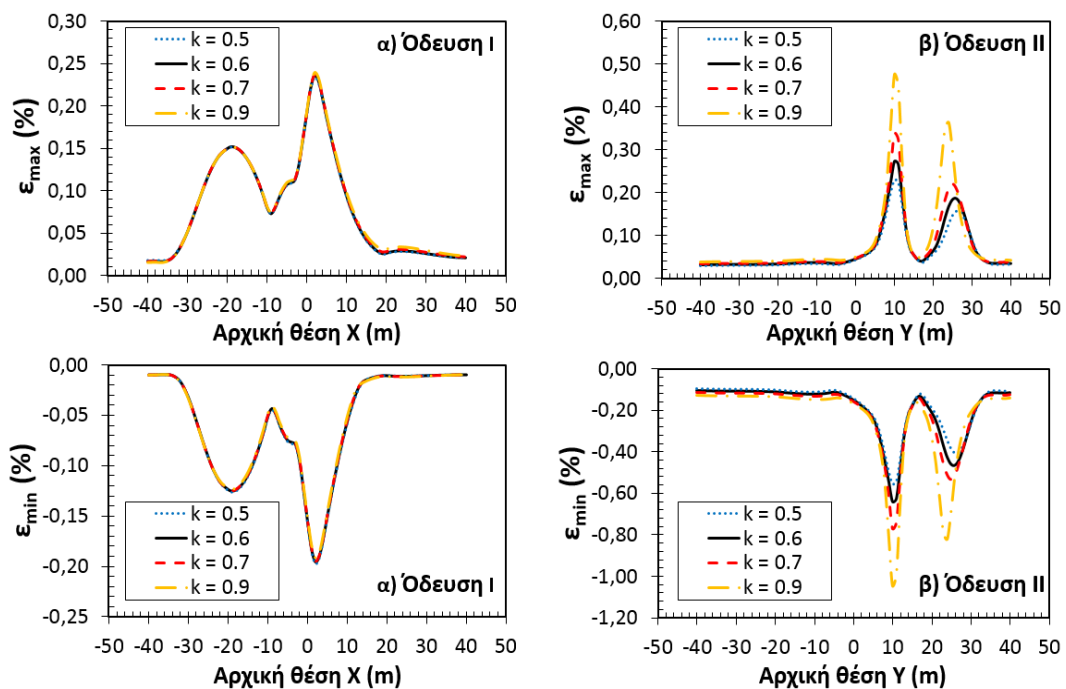 α) Όδευση Ι
k = 0.5
k = 0.6
k = 0.7
k = 0.9
εmax (%)
0,30
0,25
0,20
0,15
0,10
0,05
0,00
-50 -40 -30 -20 -10 0 10 20 30 40 50
Αρχική θέση Χ (m)
β) Όδευση ΙΙ
k = 0.5
k = 0.6
k = 0.7
k = 0.9
εmax (%)
0,60
0,50
0,40
0,30
0,20
0,10
0,00
-50 -40 -30 -20 -10 0 10 20 30 40 50
Αρχική θέση Υ (m)
0,00
-0,05
-0,10
-0,15
-0,20
-0,25
εmin (%)
k = 0.5
k = 0.6
k = 0.7
k = 0.9
α) Όδευση Ι
-50 -40 -30 -20 -10 0 10 20 30 40 50
Αρχική θέση Χ (m)
0,00
-0,20
-0,40
-0,60
-0,80
-1,00
-1,20
εmin (%)
k = 0.5
k = 0.6
k = 0.7
k = 0.9
β) Όδευση ΙΙ
-50 -40 -30 -20 -10 0 10 20 30 40 50
Αρχική θέση Υ (m)